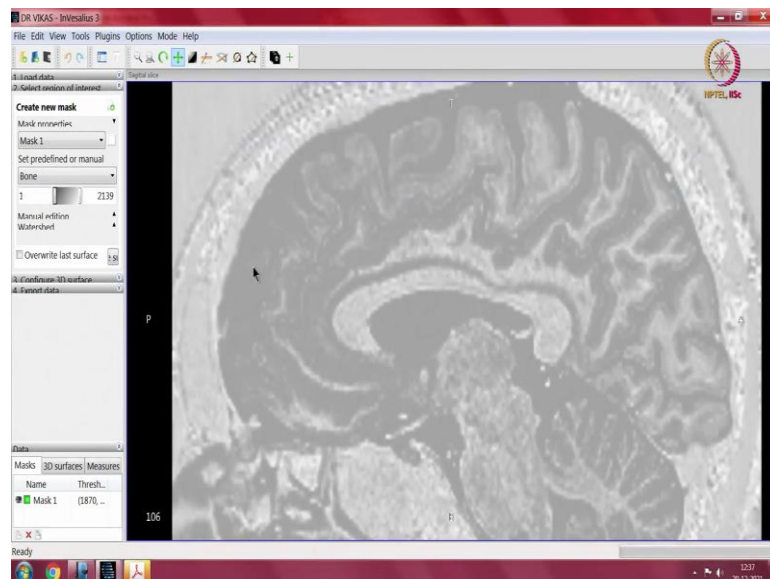 DR VIKAS - InVesalius 3
File Edit View Tools Plugins Options Mode Help
NPTEL, IISc
1. Load data
Sagittal slice
2. Select region of interest
Create new mask
Mask properties
Mask 1
Set predefined or manual
Bone
1 2139
Manual edition
Watershed
Overwrite last surface
3. Configure 3D surface
4. Export data
T
P
106
Data
Masks 3D surfaces Measures
Name Thresh...
Mask 1 (1870, ...
Ready
12:37